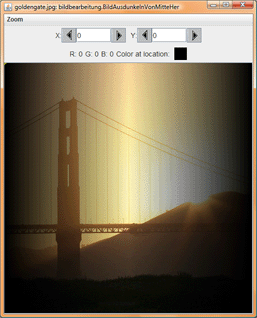 goldengate.jpg: bildbearbeitung.BildAusdunkelnVonMitteHer
Zoom
X: 0 Y: 0
R: 0 G: 0 B: 0 Color at location: